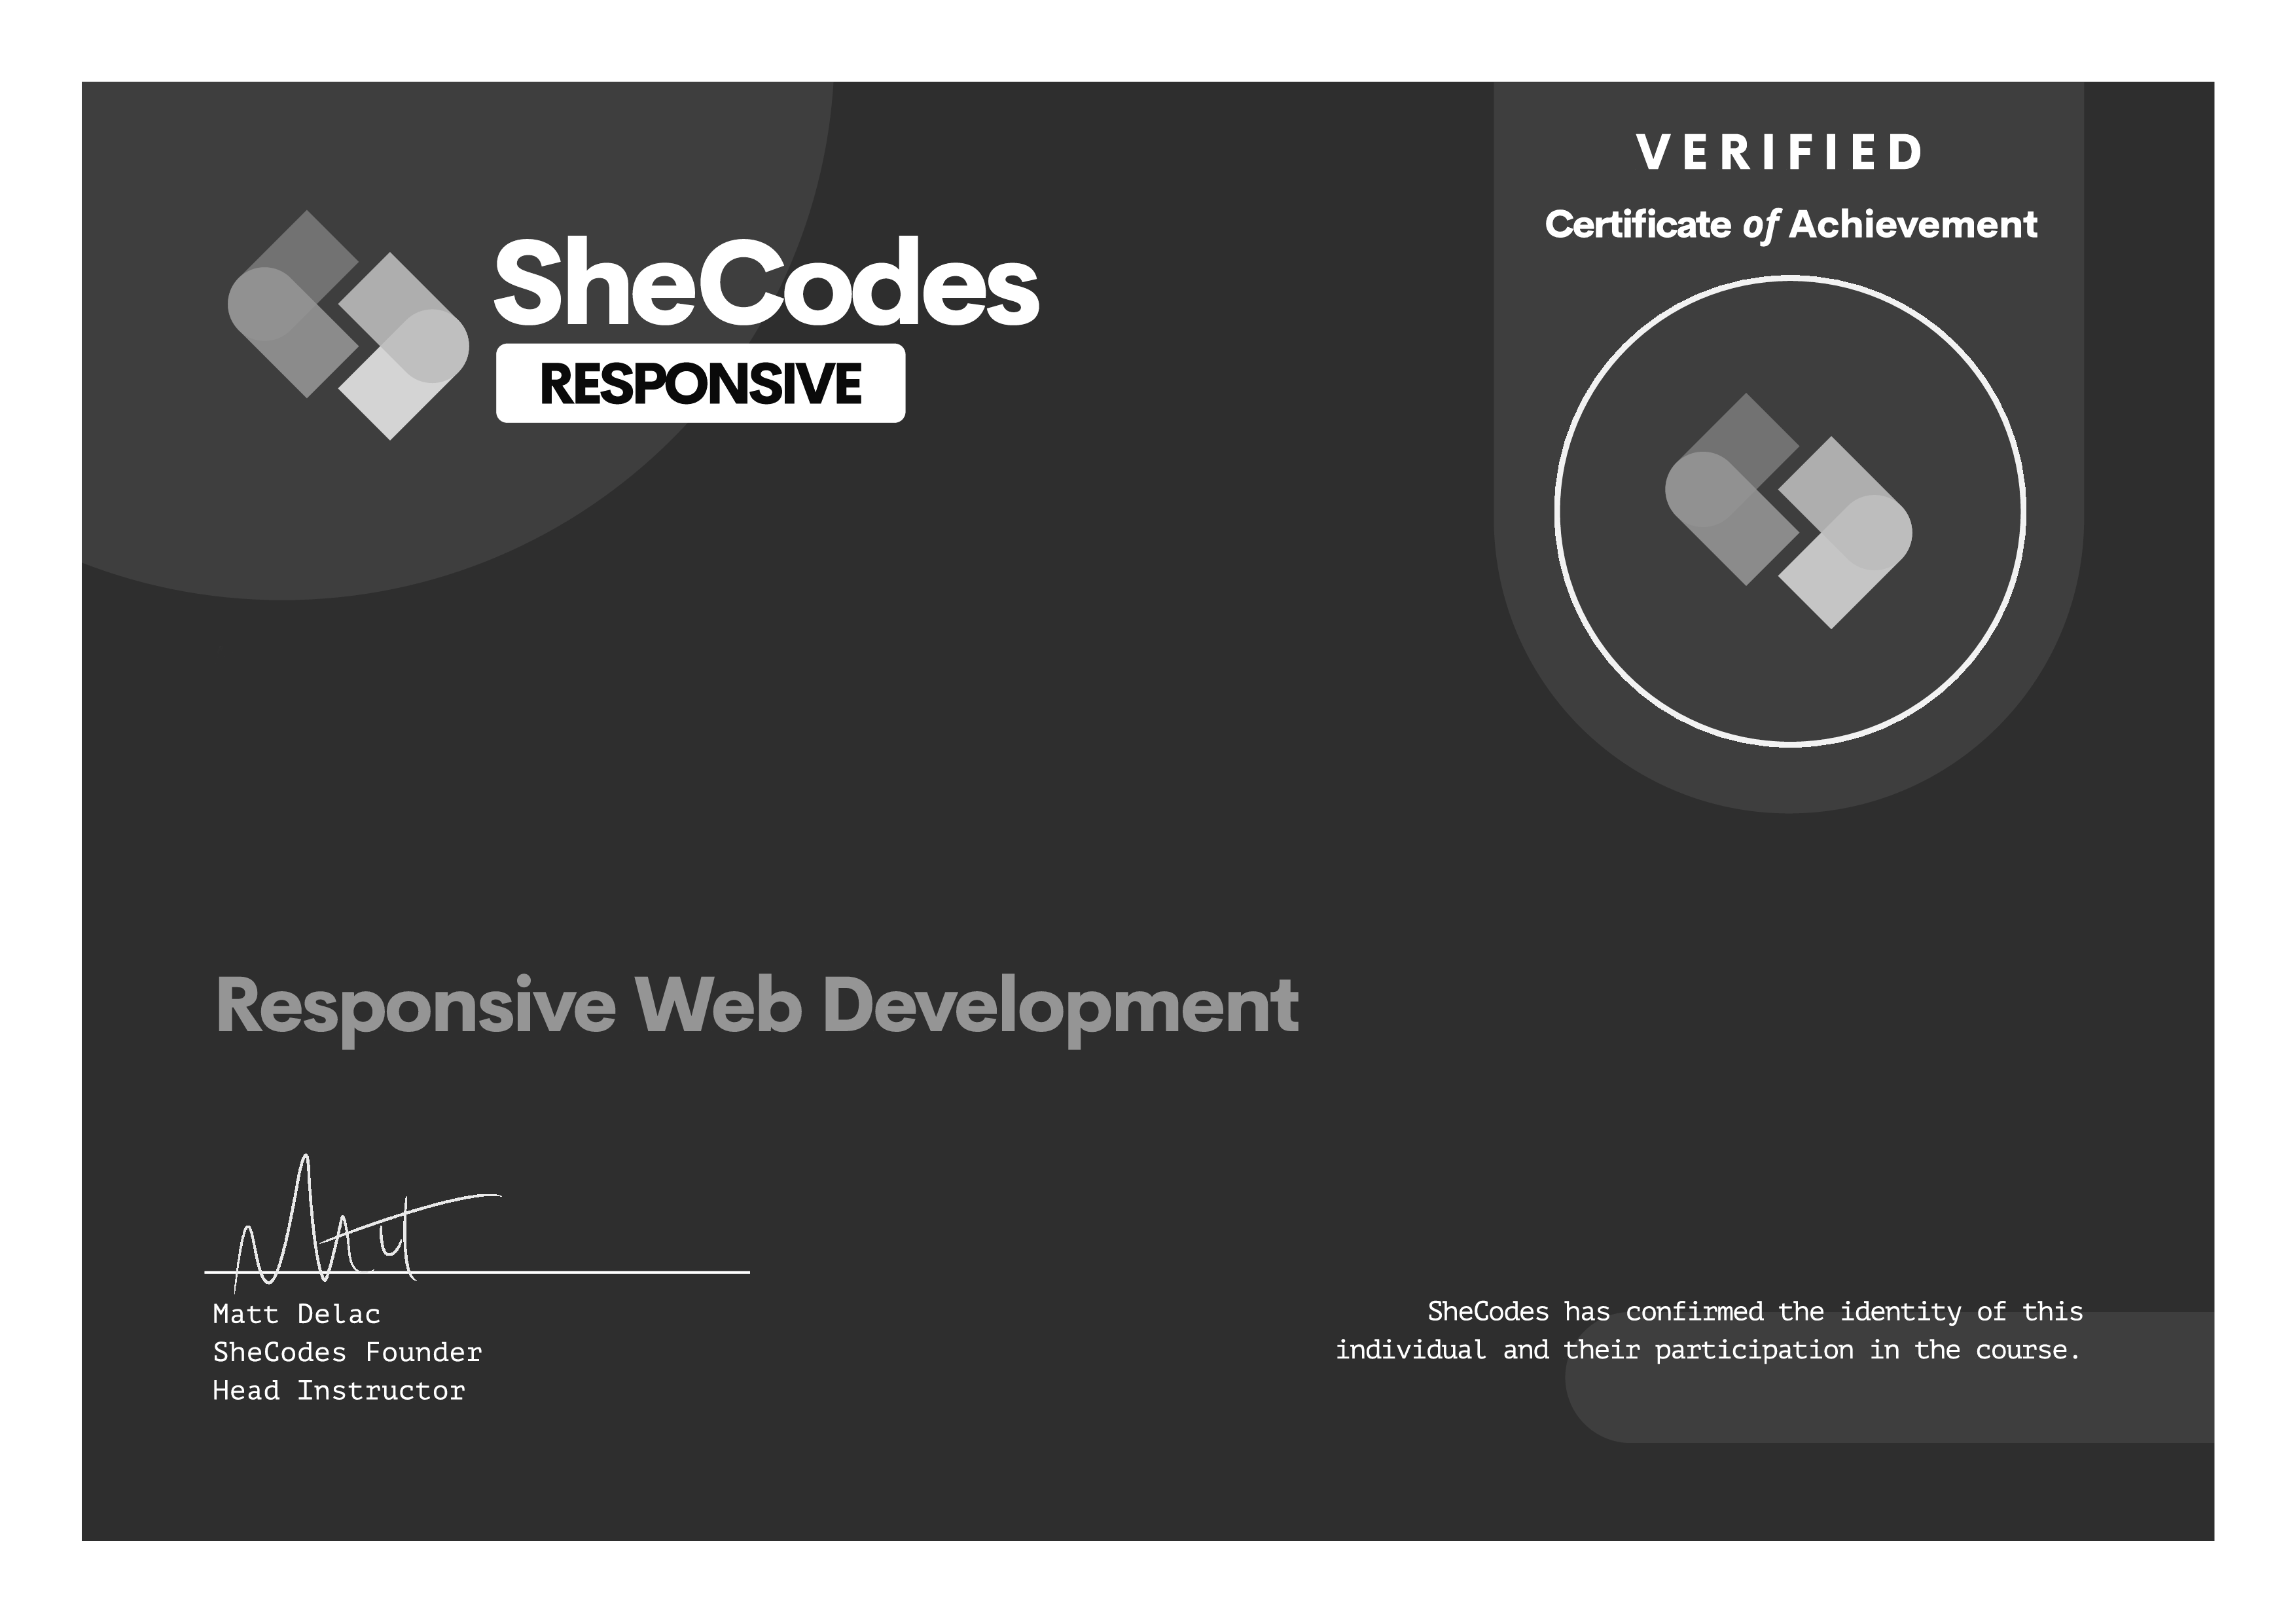 VERIFIED
Certificate of Achievement
SheCodes
RESPONSIVE
Responsive Web Development
Matt
Matt Delac
SheCodes Founder
Head Instructor
SheCodes has confirmed the identity of this
individual and their participation in the course.